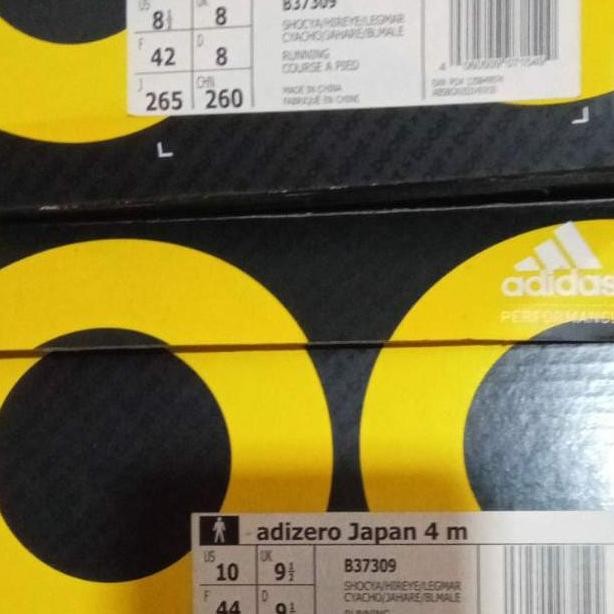 US UK
8½ 8
B37309
SHOCYA/HIREYE/LEGMAR
CYACHO/JAHARE/BLMALE
F D
42 8
RUNNING
COURSE A PIED
J CHN
265 260
MADE IN CHINA
FABRIQUE EN CHINE
adidas
PERFORMANC
adizero Japan 4 m
US UK
10 9½
B37309
SHOCYA/HIREYE/LEGMAR
CYACHO/JAHARE/BLMALE
F D
44 9½
RUNNING